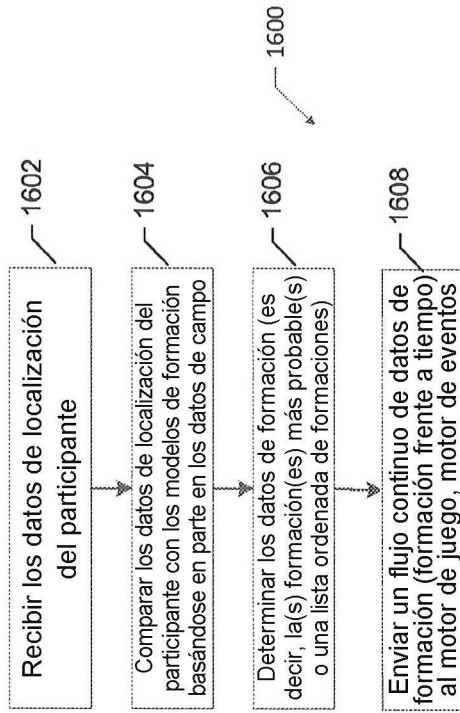 Recibir los datos de localización
del participante
1602
Comparar los datos de localización del
participante con los modelos de formación
basándose en parte en los datos de campo
1604
Determinar los datos de formación (es
decir, la(s) formación(es) más probable(s)
o una lista ordenada de formaciones)
1606
Enviar un flujo continuo de datos de
formación (formación frente a tiempo)
al motor de juego, motor de eventos
1608
1600